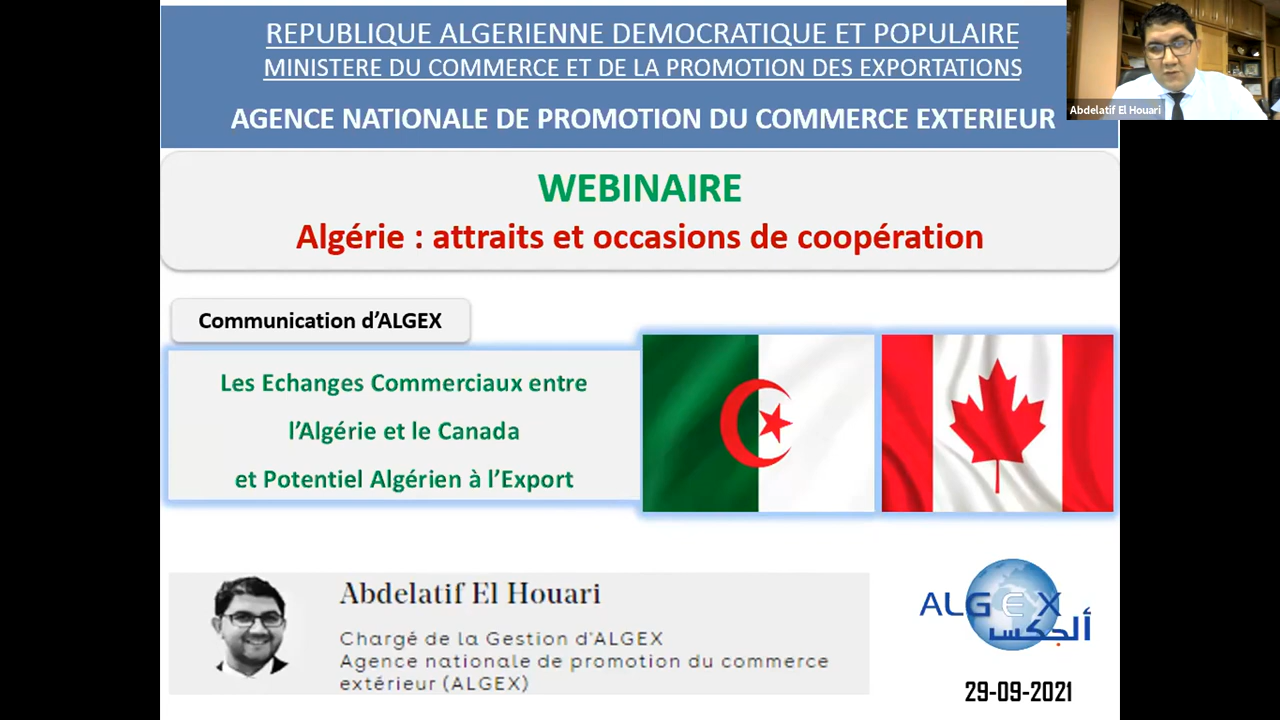 REPUBLIQUE ALGERIENNE DEMOCRATIQUE ET POPULAIRE
MINISTERE DU COMMERCE ET DE LA PROMOTION DES EXPORTATIONS
AGENCE NATIONALE DE PROMOTION DU COMMERCE EXTERIEUR
Abdelatif El Houari
WEBINAIRE
Algérie : attraits et occasions de coopération
Communication d’ALGEX
Les Echanges Commerciaux entre
l’Algérie et le Canada
et Potentiel Algérien à l’Export
Abdelatif El Houari
Chargé de la Gestion d'ALGEX
Agence nationale de promotion du commerce
extérieur (ALGEX)
ALGEX
ألجكس
29-09-2021